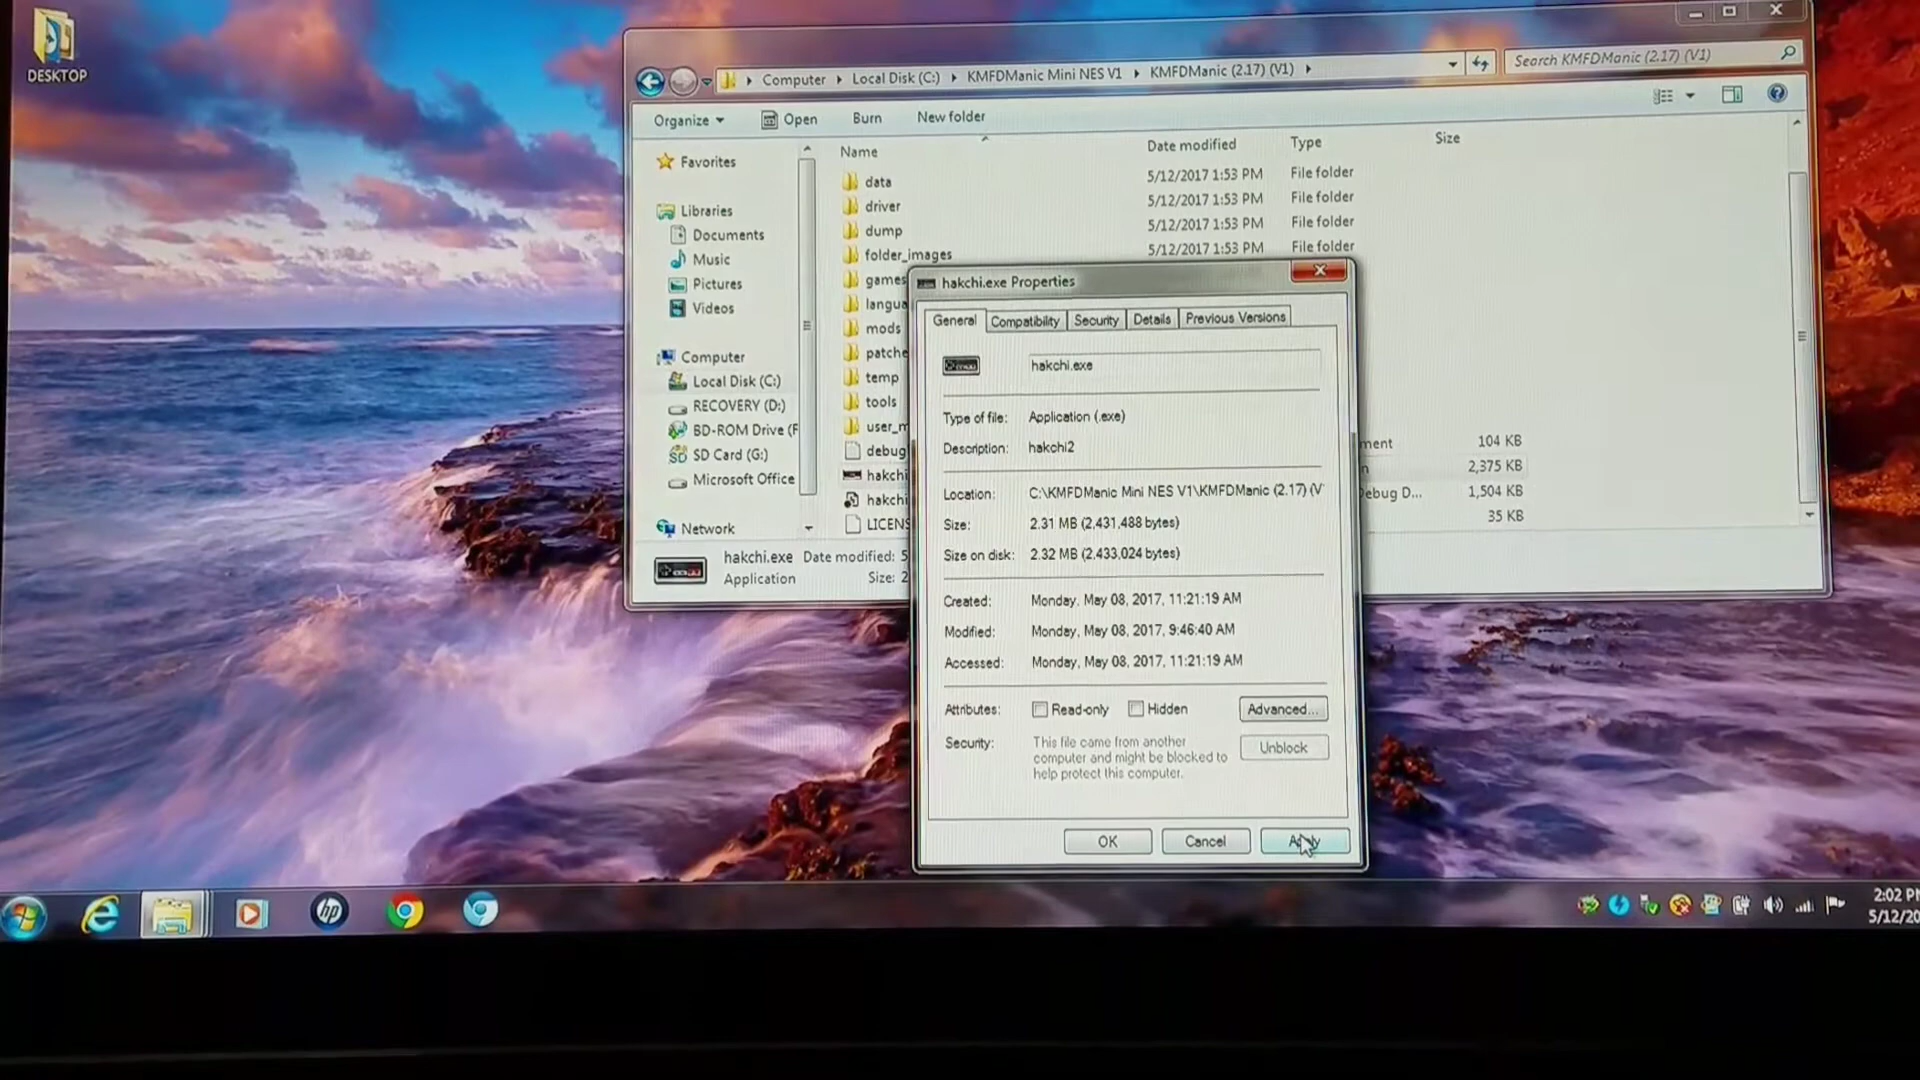 DESKTOP
Computer Local Disk (C:) KMFDManic Mini NES V1 KMFDManic (2.17) (V1)
Search KMFDManic (2.17) (V1)
Organize Open Burn New folder
Name Date modified Type Size
Favorites
Libraries
Documents
Music
Pictures
Videos
Computer
Local Disk (C:)
RECOVERY (D:)
BD-ROM Drive (F
SD Card (G:)
Microsoft Office
Network
data 5/12/2017 1:53 PM File folder
driver 5/12/2017 1:53 PM File folder
dump 5/12/2017 1:53 PM File folder
folder_images 5/12/2017 1:53 PM File folder
games
langua
mods
patche
temp
tools
user_m
debug ment 104 KB
hakchi n 2,375 KB
hakchi Debug D... 1,504 KB
LICENS 35 KB
hakchi.exe Date modified: 5
Application Size: 2
hakchi.exe Properties
General Compatibility Security Details Previous Versions
hakchi.exe
Type of file: Application (.exe)
Description: hakchi2
Location: C:\KMFDManic Mini NES V1\KMFDManic (2.17) (V
Size: 2.31 MB (2,431,488 bytes)
Size on disk: 2.32 MB (2,433,024 bytes)
Created: Monday, May 08, 2017, 11:21:19 AM
Modified: Monday, May 08, 2017, 9:46:40 AM
Accessed: Monday, May 08, 2017, 11:21:19 AM
Attributes: Read-only Hidden Advanced...
Security: This file came from another
computer and might be blocked to
help protect this computer.
Unblock
OK Cancel Apply
hp
2:02 PM
5/12/20